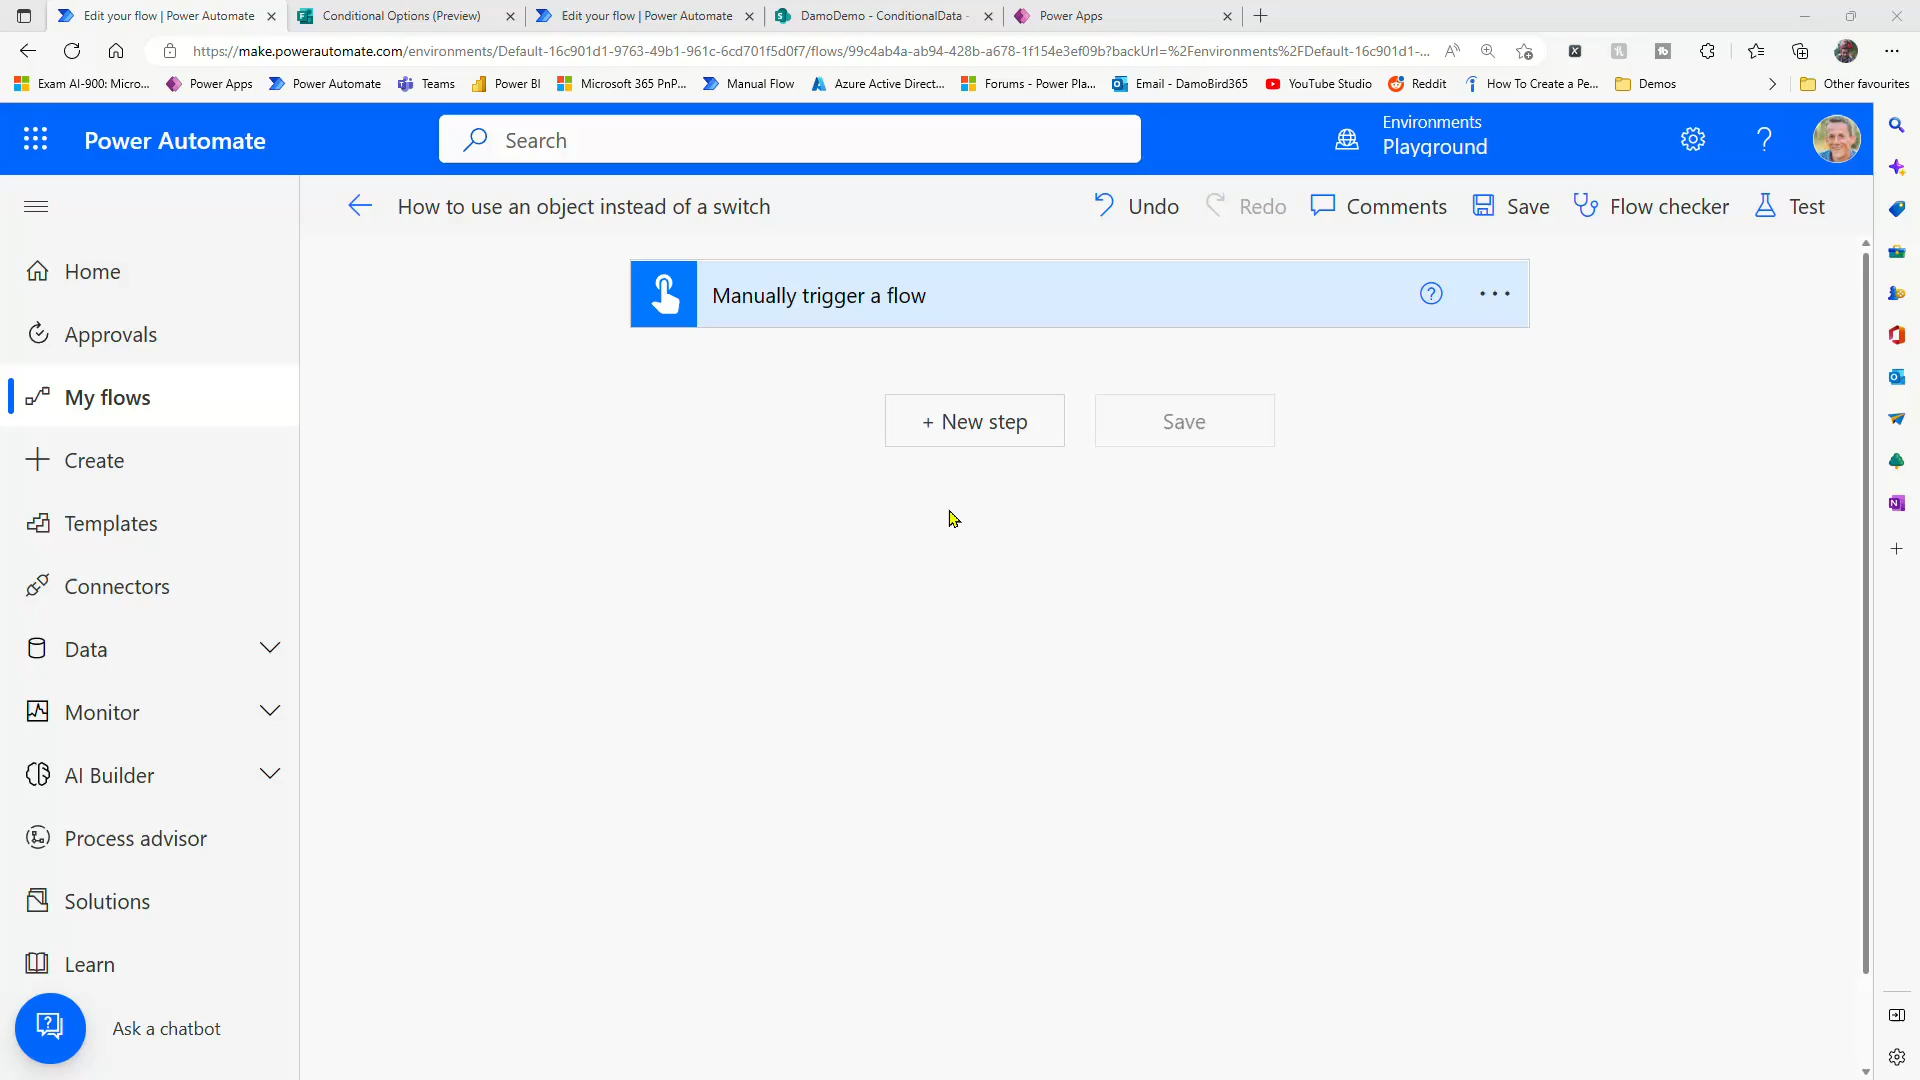 Edit your flow | Power Automate
Conditional Options (Preview)
Edit your flow | Power Automate
DamoDemo - ConditionalData -
Power Apps
https://make.powerautomate.com/environments/Default-16c901d1-9763-49b1-961c-6cd701f5d0f7/flows/99c4ab4a-ab94-428b-a678-1f154e3ef09b?backUrl=%2Fenvironments%2FDefault-16c901d1-...
Exam AI-900: Micro...
Power Apps
Power Automate
Teams
Power BI
Microsoft 365 PnP...
Manual Flow
Azure Active Direct...
Forums - Power Pla...
Email - DamoBird365
YouTube Studio
Reddit
How To Create a Pe...
Demos
Other favourites
Power Automate
Search
Environments
Playground
How to use an object instead of a switch
Undo
Redo
Comments
Save
Flow checker
Test
Home
Approvals
My flows
Create
Templates
Connectors
Data
Monitor
AI Builder
Process advisor
Solutions
Learn
Ask a chatbot
Manually trigger a flow
+ New step
Save